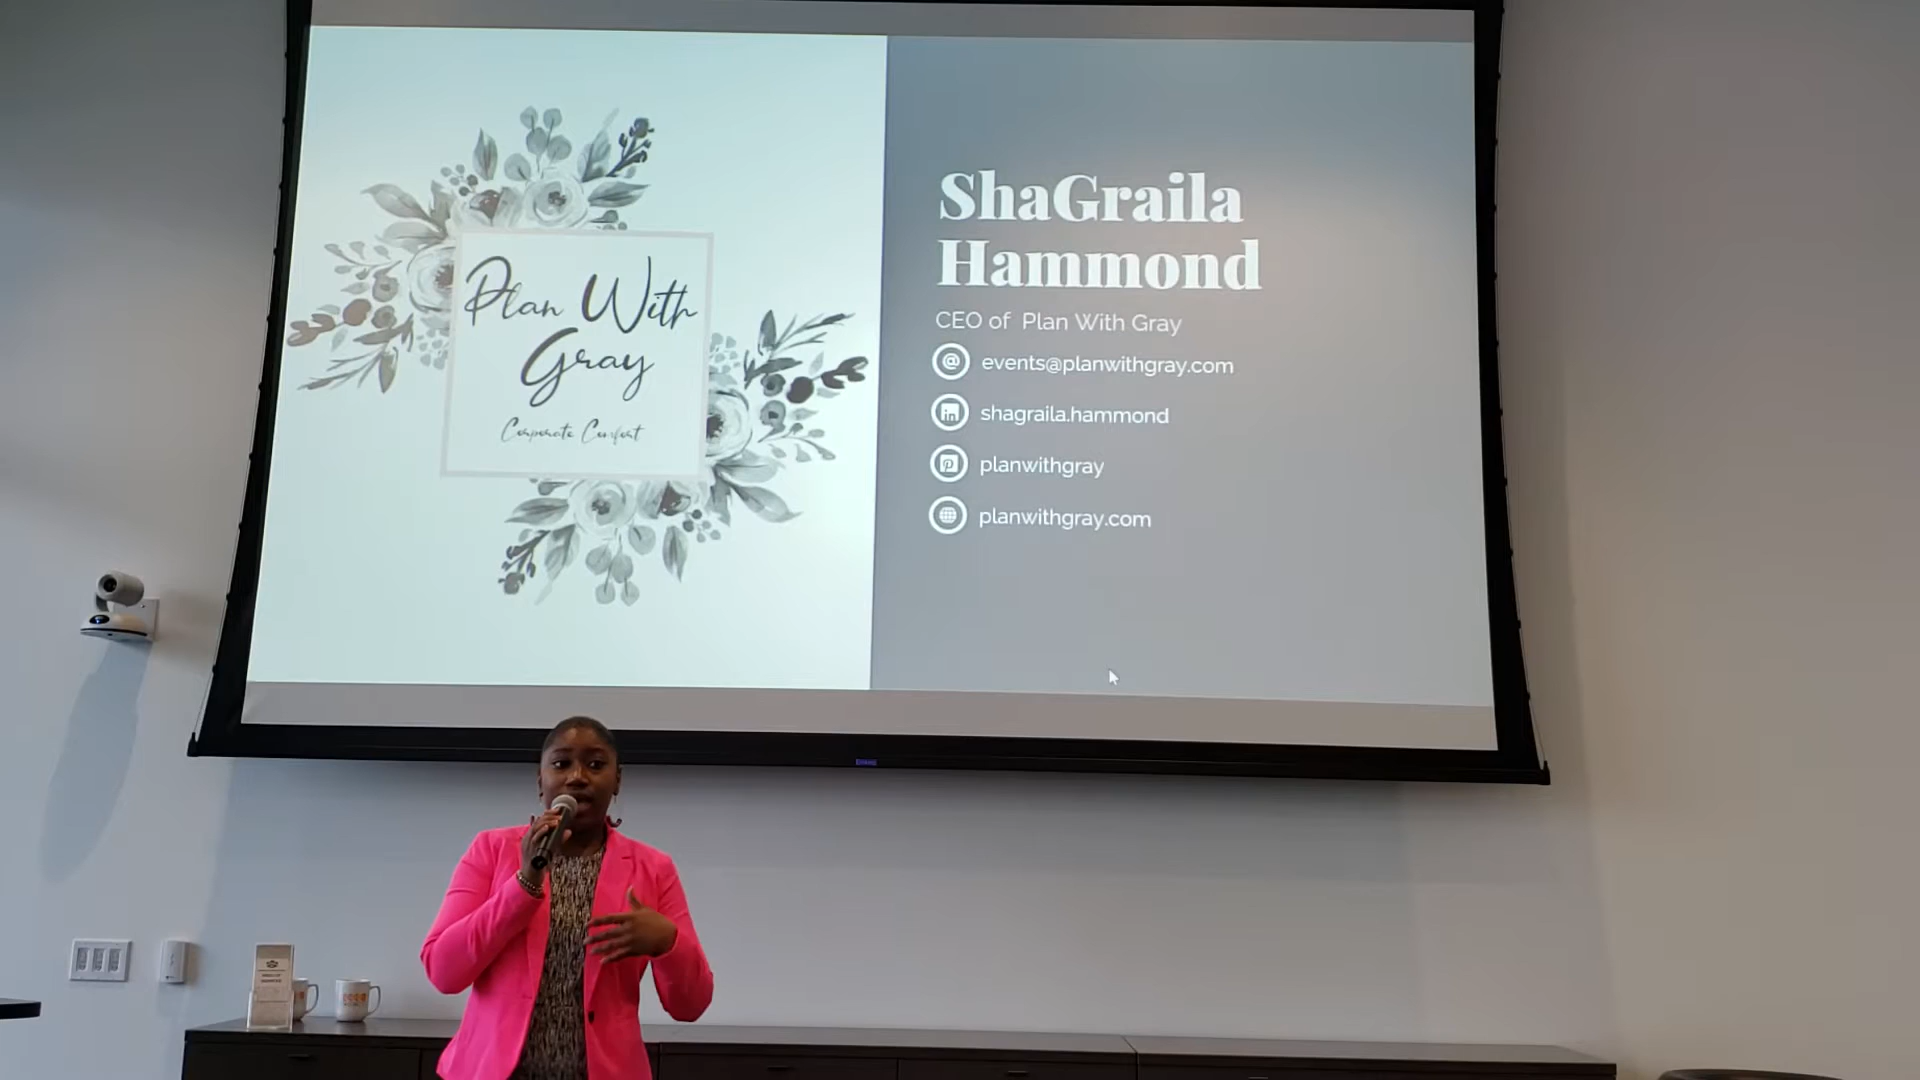 Plan With
Gray
Corporate Comfort
ShaGraila
Hammond
CEO of Plan With Gray
events@planwithgray.com
shagraila.hammond
planwithgray
planwithgray.com